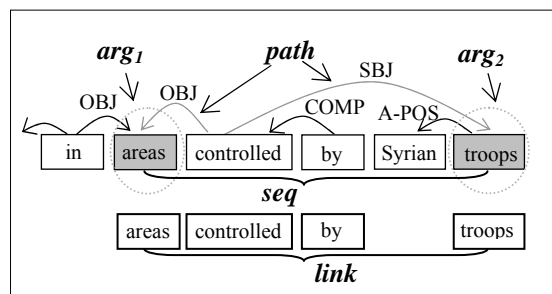 arg1 path arg2
SBJ
OBJ OBJ COMP A-POS
in areas controlled by Syrian troops
seq
areas controlled by troops
link